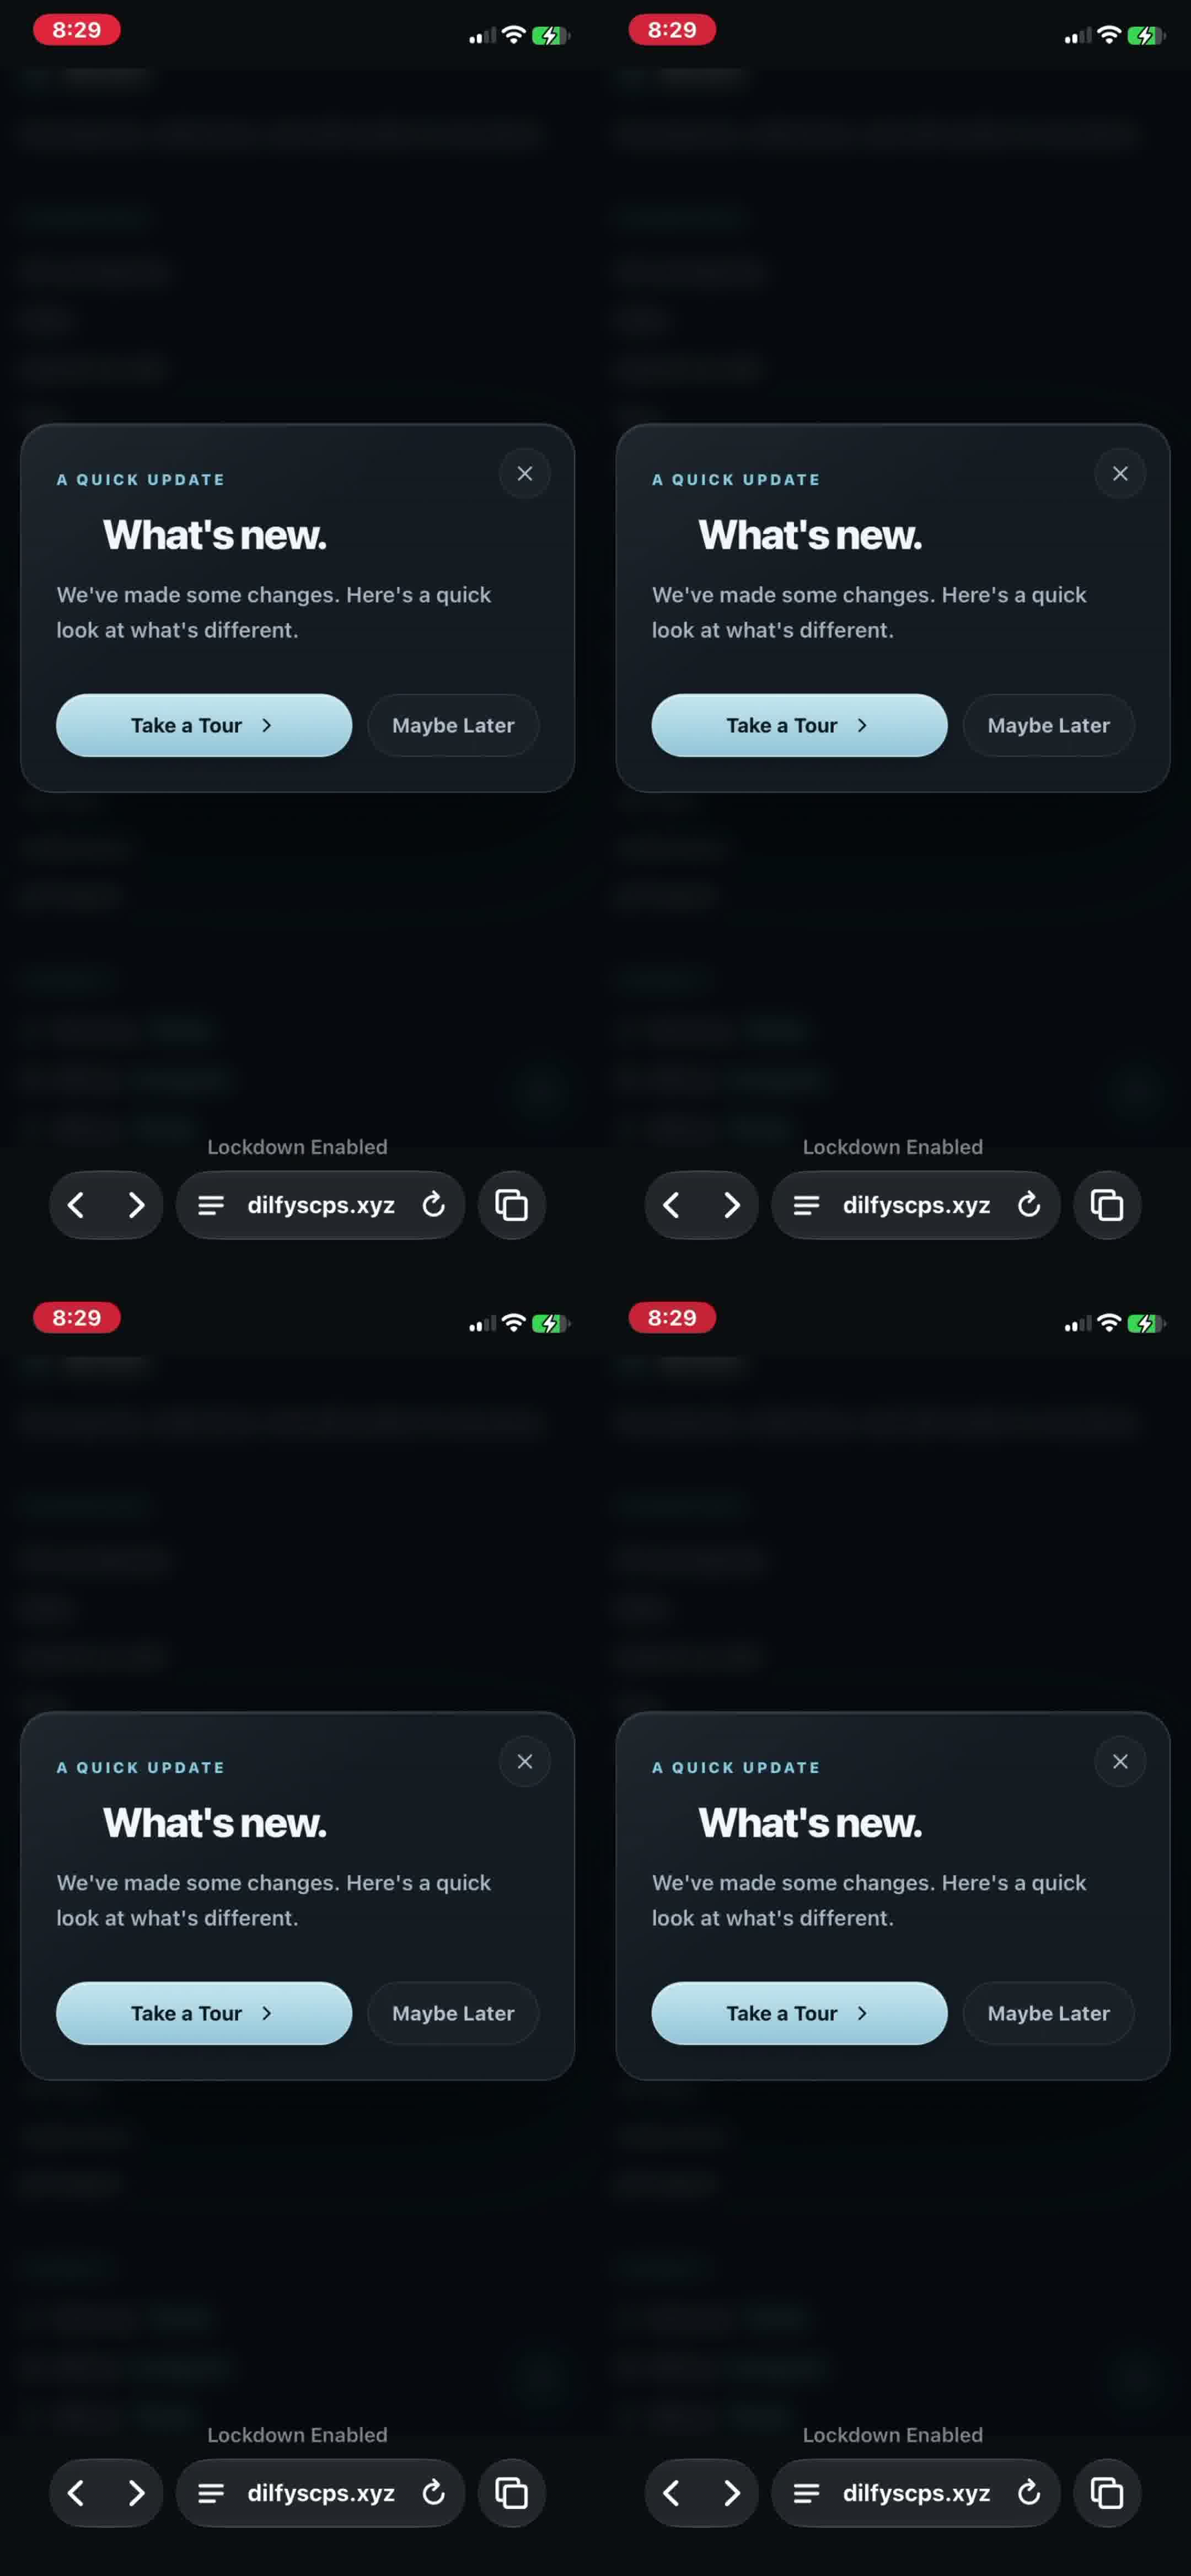 8:29
A QUICK UPDATE
What's new.
We've made some changes. Here's a quick
look at what's different.
Take a Tour
Maybe Later
Lockdown Enabled
dilfyscps.xyz
8:29
A QUICK UPDATE
What's new.
We've made some changes. Here's a quick
look at what's different.
Take a Tour
Maybe Later
Lockdown Enabled
dilfyscps.xyz
8:29
A QUICK UPDATE
What's new.
We've made some changes. Here's a quick
look at what's different.
Take a Tour
Maybe Later
Lockdown Enabled
dilfyscps.xyz
8:29
A QUICK UPDATE
What's new.
We've made some changes. Here's a quick
look at what's different.
Take a Tour
Maybe Later
Lockdown Enabled
dilfyscps.xyz